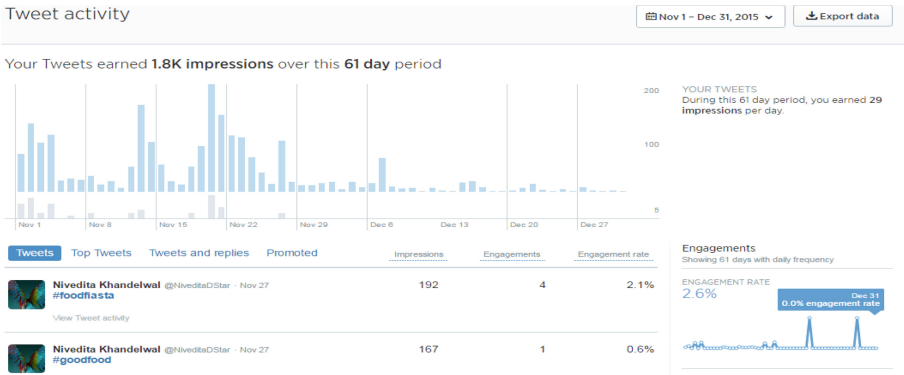 Tweet activity
Nov 1 – Dec 31, 2015
Export data
Your Tweets earned 1.8K impressions over this 61 day period
200
100
5
Nov 1 Nov 8 Nov 15 Nov 22 Nov 29 Dec 6 Dec 13 Dec 20 Dec 27
YOUR TWEETS
During this 61 day period, you earned 29
impressions per day.
Tweets Top Tweets Tweets and replies Promoted Impressions Engagements Engagement rate
Nivedita Khandelwal @NiveditaDStar · Nov 27 192 4 2.1%
#foodfiasta
View Tweet activity
Nivedita Khandelwal @NiveditaDStar · Nov 27 167 1 0.6%
#goodfood
Engagements
Showing 61 days with daily frequency
ENGAGEMENT RATE
2.6%
Dec 31
0.0% engagement rate